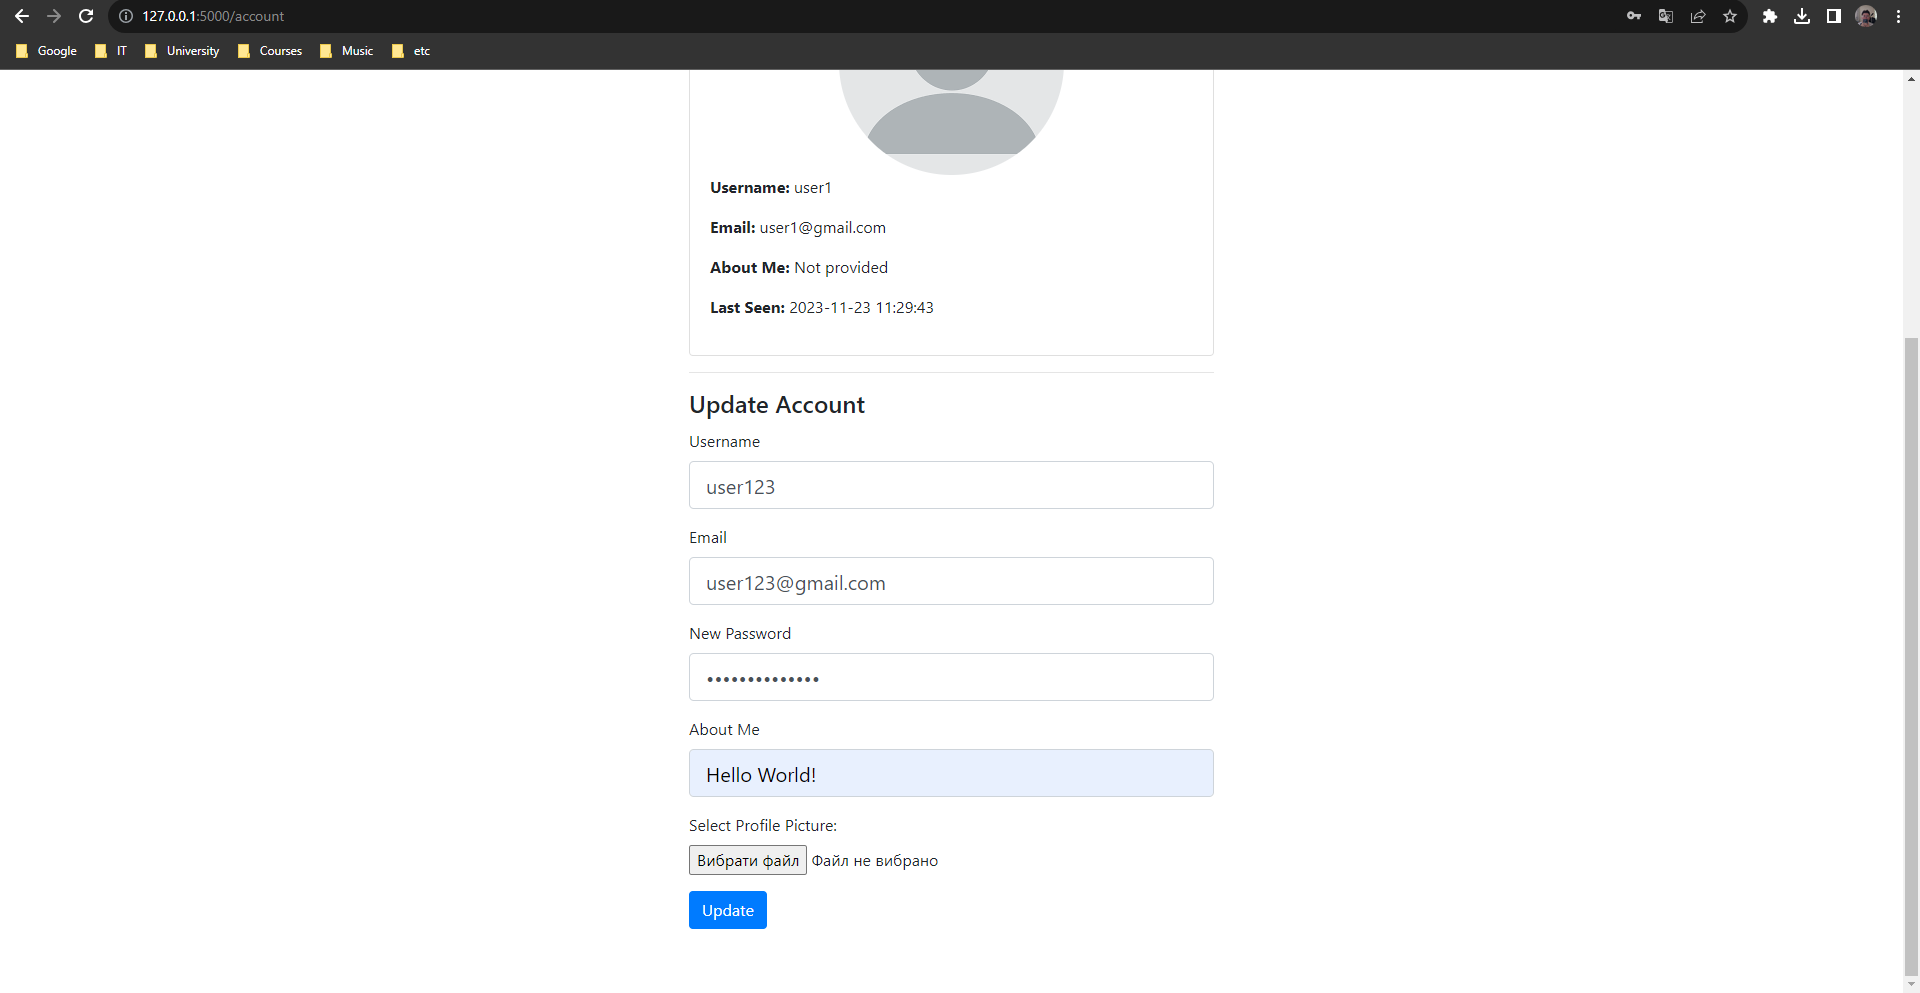 127.0.0.1:5000/account
Google IT University Courses Music etc
Username: user1
Email: user1@gmail.com
About Me: Not provided
Last Seen: 2023-11-23 11:29:43
Update Account
Username
user123
Email
user123@gmail.com
New Password
••••••••••••••
About Me
Hello World!
Select Profile Picture:
Вибрати файл Файл не вибрано
Update